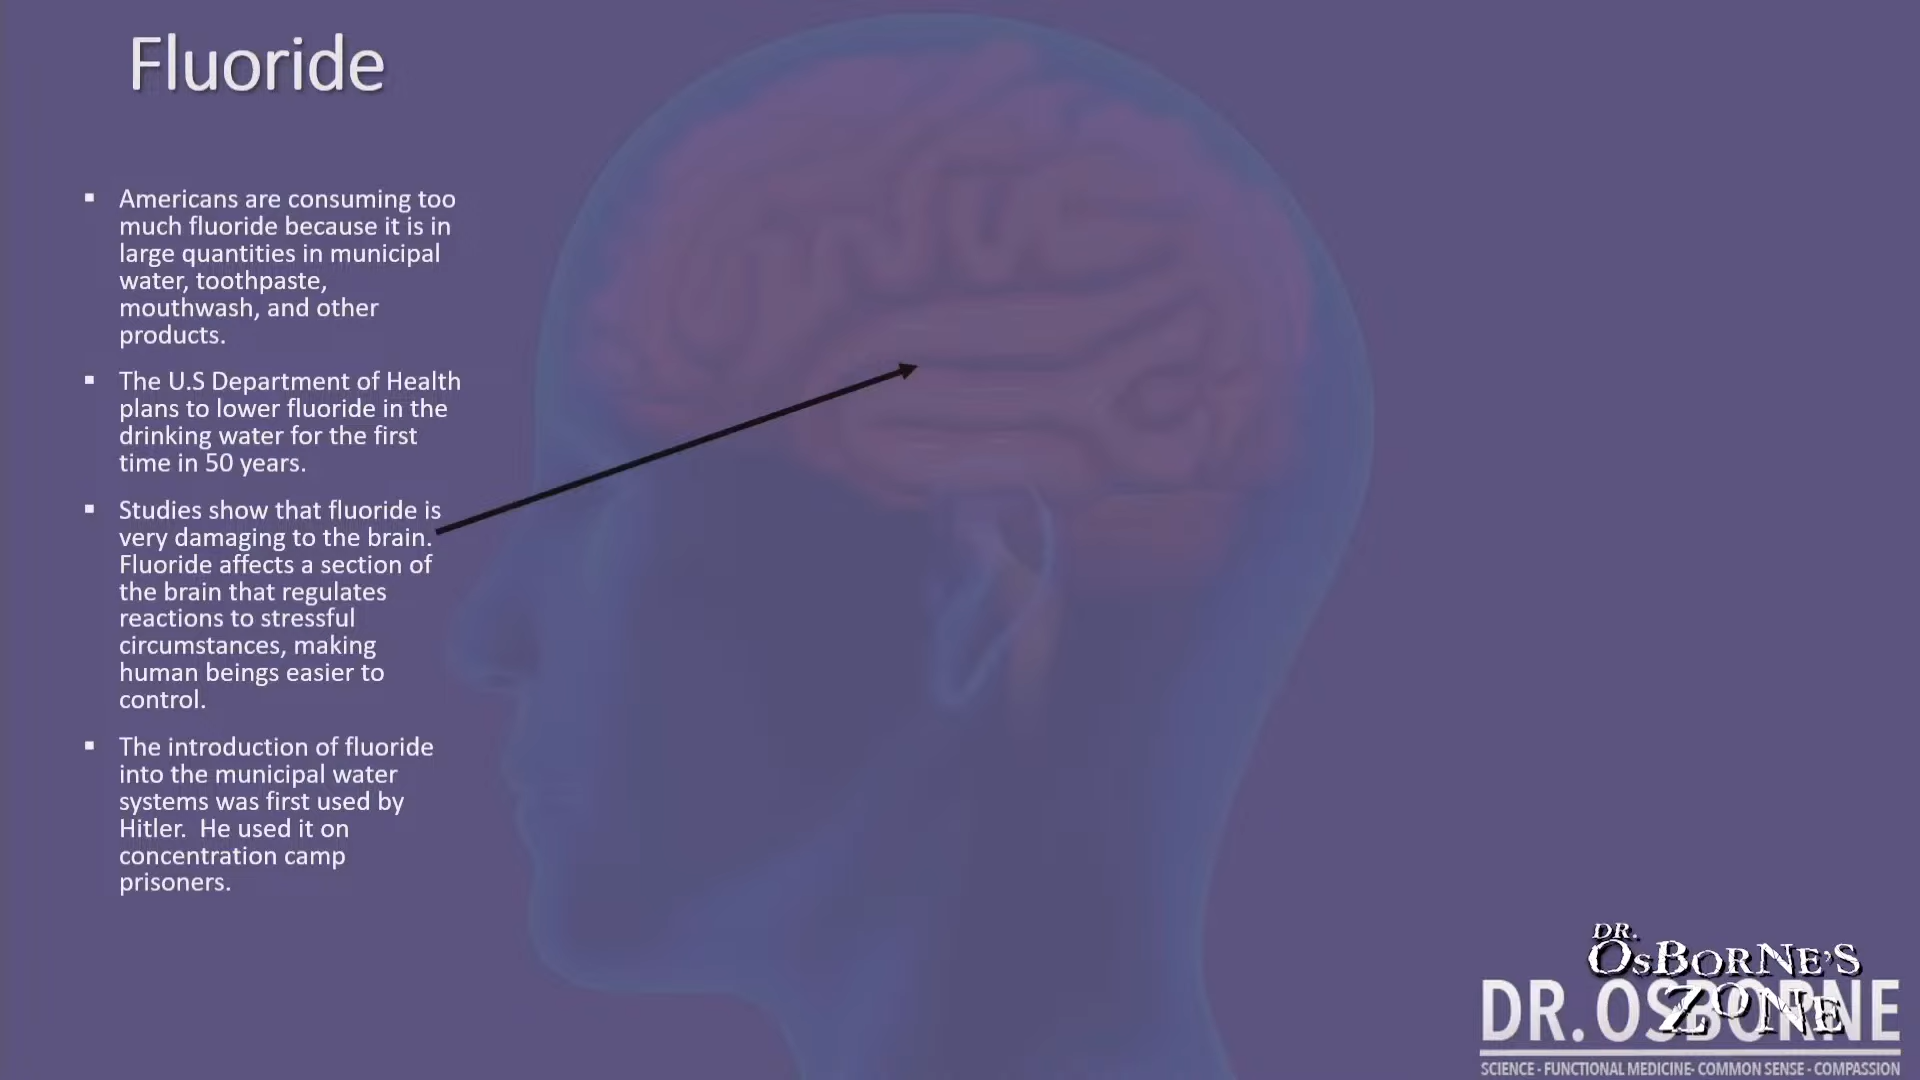 Fluoride
▪ Americans are consuming too
much fluoride because it is in
large quantities in municipal
water, toothpaste,
mouthwash, and other
products.
▪ The U.S Department of Health
plans to lower fluoride in the
drinking water for the first
time in 50 years.
▪ Studies show that fluoride is
very damaging to the brain.
Fluoride affects a section of
the brain that regulates
reactions to stressful
circumstances, making
human beings easier to
control.
▪ The introduction of fluoride
into the municipal water
systems was first used by
Hitler.  He used it on
concentration camp
prisoners.
DR.
OSBORNE'S
ZONE
DR. OSBORNE
SCIENCE - FUNCTIONAL MEDICINE- COMMON SENSE - COMPASSION